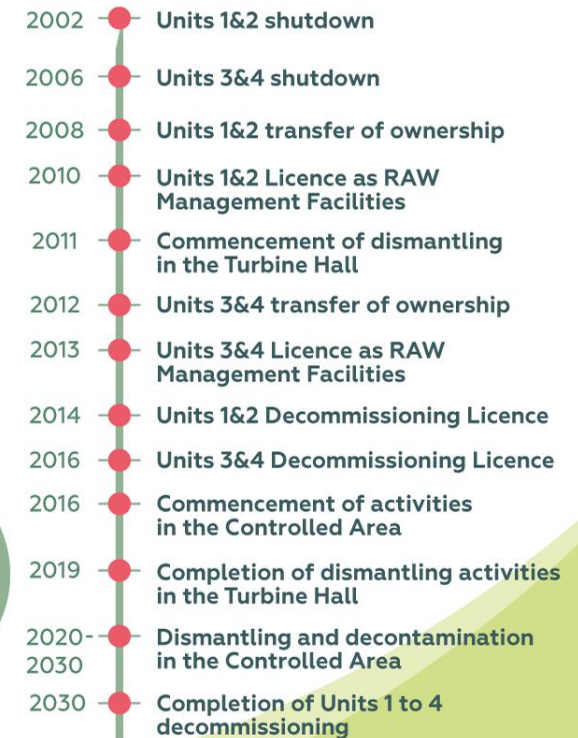 2002 Units 1&2 shutdown
2006 Units 3&4 shutdown
2008 Units 1&2 transfer of ownership
2010 Units 1&2 Licence as RAW
Management Facilities
2011 Commencement of dismantling
in the Turbine Hall
2012 Units 3&4 transfer of ownership
2013 Units 3&4 Licence as RAW
Management Facilities
2014 Units 1&2 Decommissioning Licence
2016 Units 3&4 Decommissioning Licence
2016 Commencement of activities
in the Controlled Area
2019 Completion of dismantling activities
in the Turbine Hall
2020- Dismantling and decontamination
2030 in the Controlled Area
2030 Completion of Units 1 to 4
decommissioning